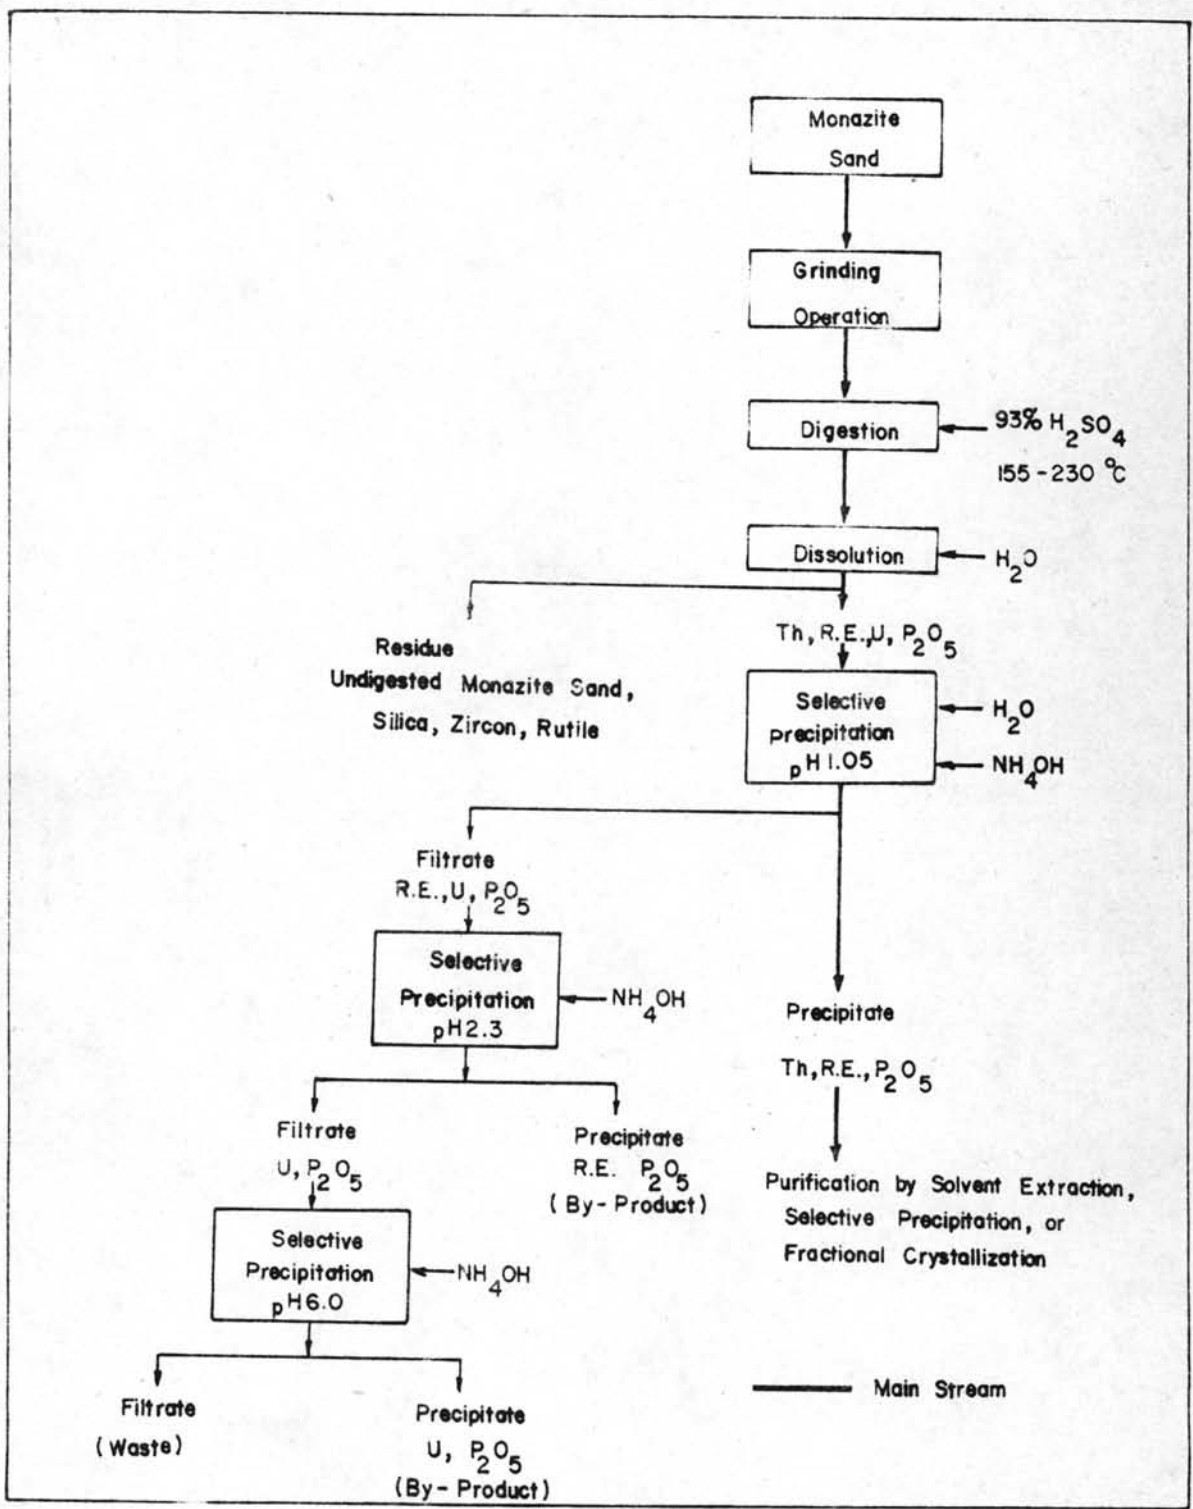 Monazite
Sand
Grinding
Operation
Digestion
93% H2SO4
155-230 °C
Dissolution
H2O
Th, R.E., U, P2O5
Residue
Undigested Monazite Sand,
Silica, Zircon, Rutile
Selective
Precipitation
pH 1.05
H2O
NH4OH
Filtrate
R.E., U, P2O5
Selective
Precipitation
pH 2.3
NH4OH
Precipitate
Th, R.E., P2O5
Filtrate
U, P2O5
Precipitate
R.E. P2O5
(By-Product)
Purification by Solvent Extraction,
Selective Precipitation, or
Fractional Crystallization
Selective
Precipitation
pH 6.0
NH4OH
Filtrate
(Waste)
Precipitate
U, P2O5
(By-Product)
Main Stream